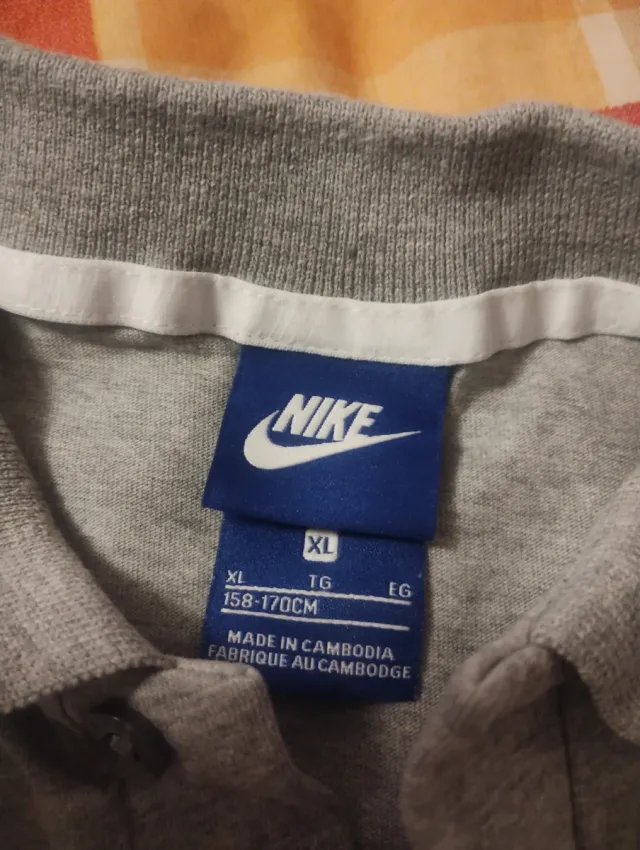 NIKE
XL
XL TG EG
158-170CM
MADE IN CAMBODIA
FABRIQUE AU CAMBODGE